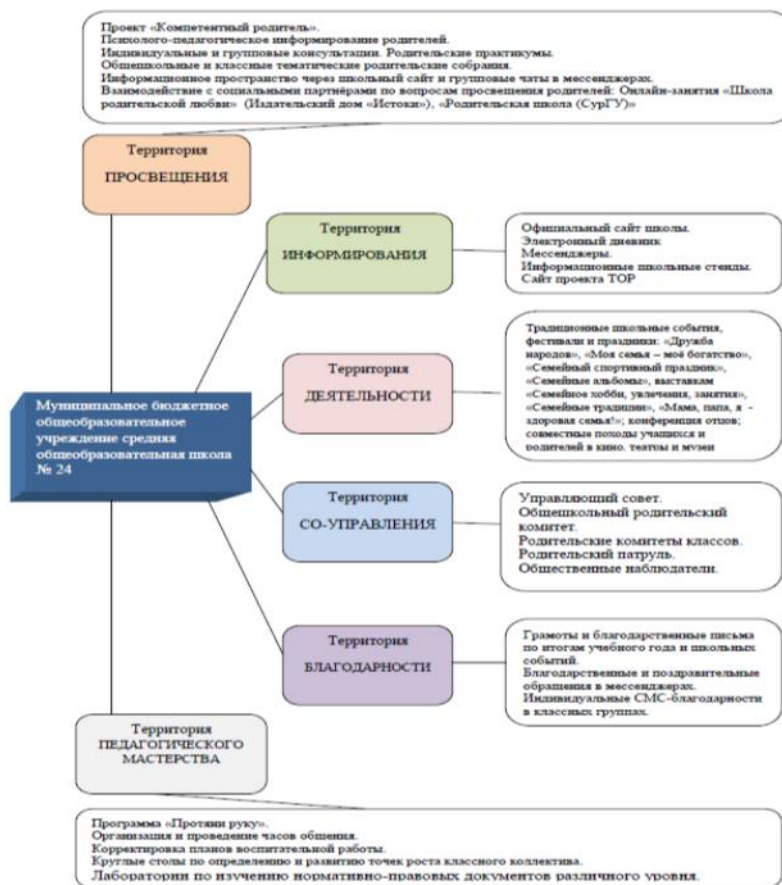 Проект «Компетентный родитель».
Психолого-педагогическое информирование родителей.
Индивидуальные и групповые консультации. Родительские практикумы.
Общешкольные и классные тематические родительские собрания.
Информационное пространство через школьный сайт и групповые чаты в мессенджерах.
Взаимодействие с социальными партнёрами по вопросам просвещения родителей: Онлайн-занятия «Школа
родительской любви» (Издательский дом «Истоки»), «Родительская школа (СурГУ)»
Территория
ПРОСВЕЩЕНИЯ
Территория
ИНФОРМИРОВАНИЯ
Официальный сайт школы.
Электронный дневник
Мессенджеры.
Информационные школьные стенды.
Сайт проекта ТОР
Территория
ДЕЯТЕЛЬНОСТИ
Традиционные школьные события,
фестивали и праздники: «Дружба
народов», «Моя семья – моё богатство»,
«Семейный спортивный праздник»,
«Семейные альбомы», выставкам
«Семейное хобби, увлечения, занятия»,
«Семейные традиции», «Мама, папа, я -
здоровая семья!»; конференция отцов;
совместные походы учащихся и
родителей в кино, театры и музеи
Муниципальное бюджетное
общеобразовательное
учреждение средняя
общеобразовательная школа
№ 24
Территория
СО-УПРАВЛЕНИЯ
Управляющий совет.
Общешкольный родительский
комитет.
Родительские комитеты классов.
Родительский патруль.
Общественные наблюдатели.
Территория
БЛАГОДАРНОСТИ
Грамоты и благодарственные письма
по итогам учебного года и школьных
событий.
Благодарственные и поздравительные
обращения в мессенджерах.
Индивидуальные СМС-благодарности
в классных группах.
Территория
ПЕДАГОГИЧЕСКОГО
МАСТЕРСТВА
Программа «Протяни руку».
Организация и проведение часов общения.
Корректировка планов воспитательной работы.
Круглые столы по определению и развитию точек роста классного коллектива.
Лаборатории по изучению нормативно-правовых документов различного уровня.